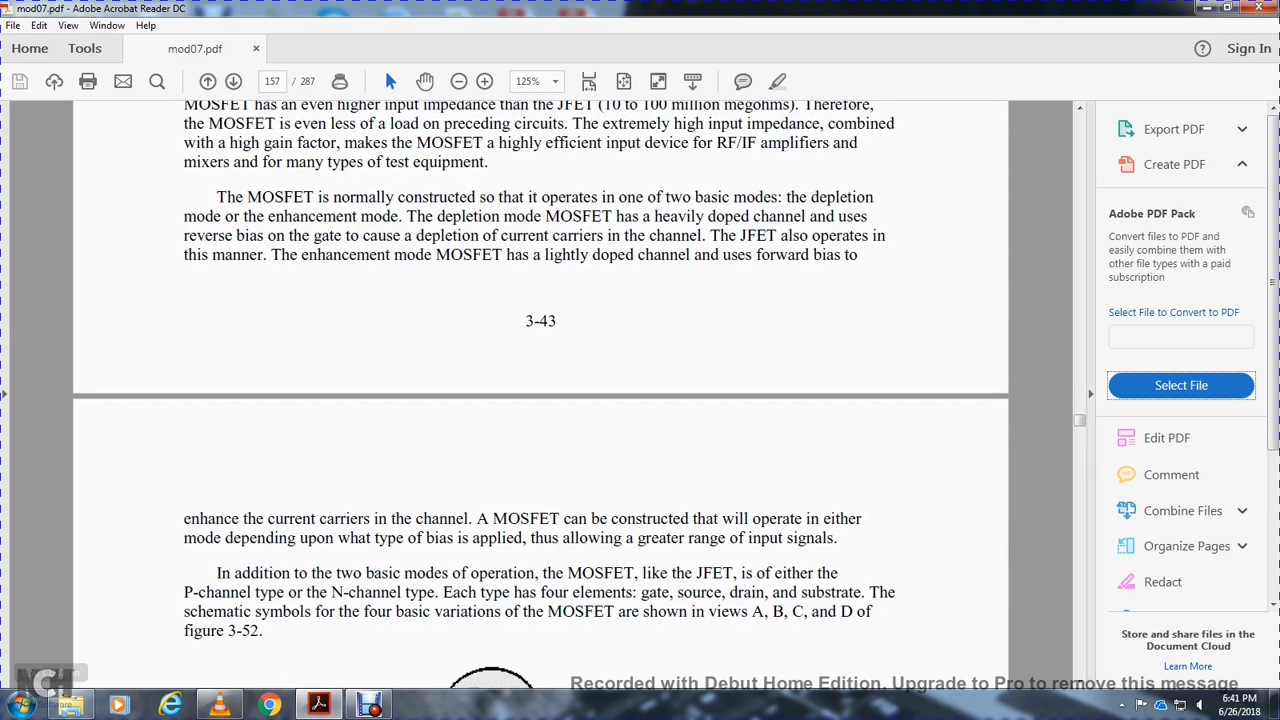 mod07.pdf - Adobe Acrobat Reader DC
File Edit View Window Help
Home Tools mod07.pdf × Sign In
157 / 287 125%
MOSFET has an even higher input impedance than the JFET (10 to 100 million megohms). Therefore,
the MOSFET is even less of a load on preceding circuits. The extremely high input impedance, combined
with a high gain factor, makes the MOSFET a highly efficient input device for RF/IF amplifiers and
mixers and for many types of test equipment.
The MOSFET is normally constructed so that it operates in one of two basic modes: the depletion
mode or the enhancement mode. The depletion mode MOSFET has a heavily doped channel and uses
reverse bias on the gate to cause a depletion of current carriers in the channel. The JFET also operates in
this manner. The enhancement mode MOSFET has a lightly doped channel and uses forward bias to
3-43
enhance the current carriers in the channel. A MOSFET can be constructed that will operate in either
mode depending upon what type of bias is applied, thus allowing a greater range of input signals.
In addition to the two basic modes of operation, the MOSFET, like the JFET, is of either the
P-channel type or the N-channel type. Each type has four elements: gate, source, drain, and substrate. The
schematic symbols for the four basic variations of the MOSFET are shown in views A, B, C, and D of
figure 3-52.
Export PDF
Create PDF
Adobe PDF Pack
Convert files to PDF and
easily combine them with
other file types with a paid
subscription
Select File to Convert to PDF
Select File
Edit PDF
Comment
Combine Files
Organize Pages
Redact
Store and share files in the
Document Cloud
Learn More
Recorded with Debut Home Edition. Upgrade to Pro to remove this message
6:41 PM
6/26/2018